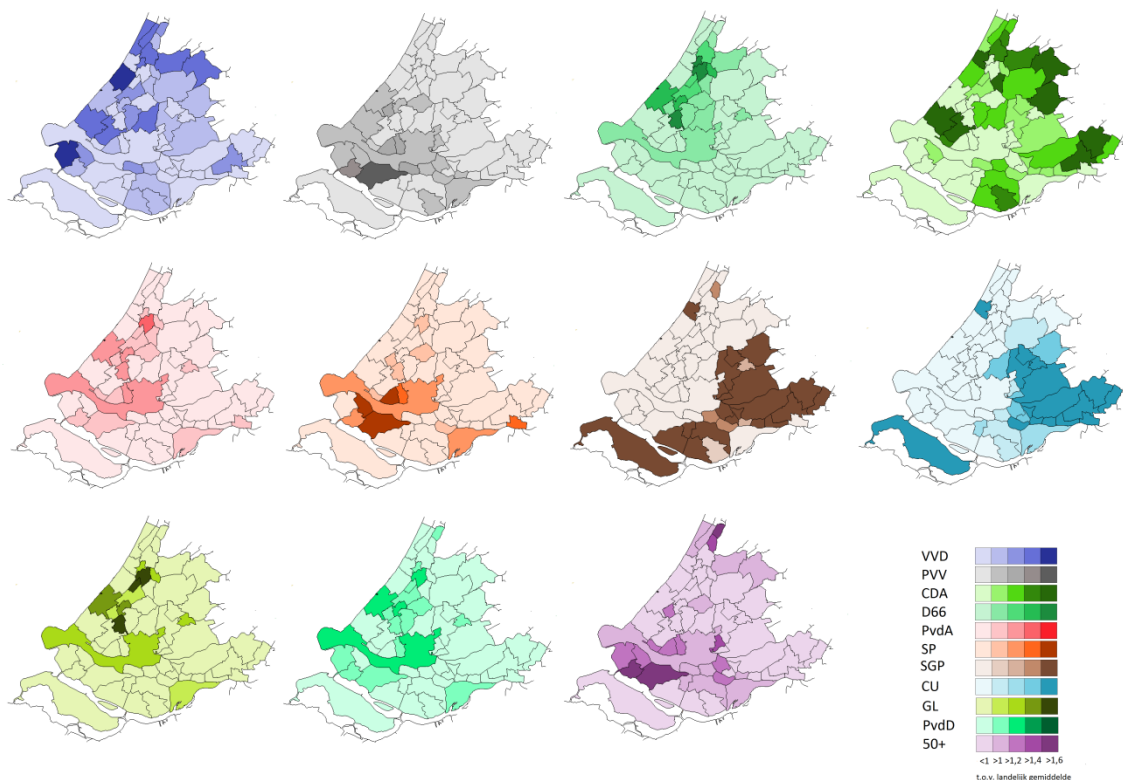 VVD
PVV
CDA
D66
PvdA
SP
SGP
CU
GL
PvdD
50+
<1 >1 >1,2 >1,4 >1,6
t.o.v. landelijk gemiddelde